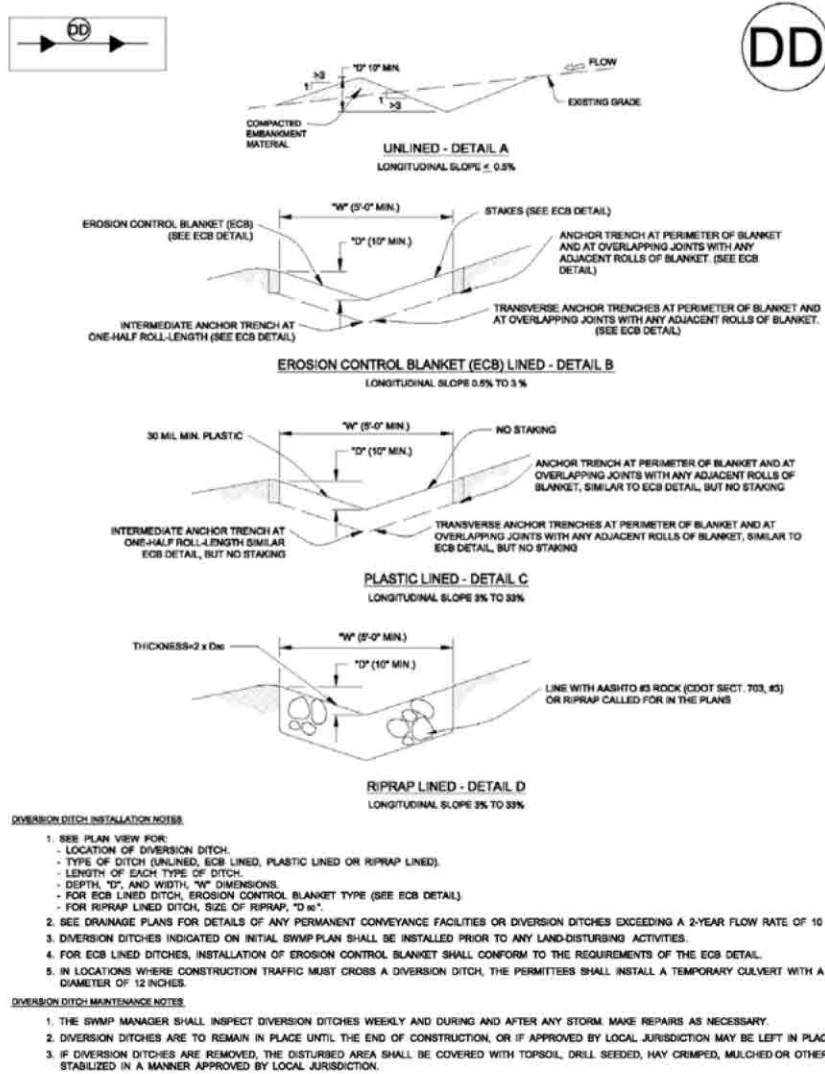 DD
DD
"D" 10" MIN.
>3
1
1
>3
FLOW
EXISTING GRADE
COMPACTED
EMBANKMENT
MATERIAL
UNLINED - DETAIL A
LONGITUDINAL SLOPE ≤ 0.5%
"W" (5'-0" MIN.)
EROSION CONTROL BLANKET (ECB)
(SEE ECB DETAIL)
"D" (10" MIN.)
STAKES (SEE ECB DETAIL)
ANCHOR TRENCH AT PERIMETER OF BLANKET
AND AT OVERLAPPING JOINTS WITH ANY
ADJACENT ROLLS OF BLANKET. (SEE ECB
DETAIL)
INTERMEDIATE ANCHOR TRENCH AT
ONE-HALF ROLL-LENGTH (SEE ECB DETAIL)
TRANSVERSE ANCHOR TRENCHES AT PERIMETER OF BLANKET AND
AT OVERLAPPING JOINTS WITH ANY ADJACENT ROLLS OF BLANKET.
(SEE ECB DETAIL)
EROSION CONTROL BLANKET (ECB) LINED - DETAIL B
LONGITUDINAL SLOPE 0.5% TO 3 %
"W" (5'-0" MIN.)
30 MIL MIN. PLASTIC
"D" (10" MIN.)
NO STAKING
ANCHOR TRENCH AT PERIMETER OF BLANKET AND AT
OVERLAPPING JOINTS WITH ANY ADJACENT ROLLS OF
BLANKET, SIMILAR TO ECB DETAIL, BUT NO STAKING
INTERMEDIATE ANCHOR TRENCH AT
ONE-HALF ROLL-LENGTH SIMILAR
ECB DETAIL, BUT NO STAKING
TRANSVERSE ANCHOR TRENCHES AT PERIMETER OF BLANKET AND AT
OVERLAPPING JOINTS WITH ANY ADJACENT ROLLS OF BLANKET, SIMILAR TO
ECB DETAIL, BUT NO STAKING
PLASTIC LINED - DETAIL C
LONGITUDINAL SLOPE 3% TO 33%
"W" (5'-0" MIN.)
THICKNESS=2 x D50
"D" (10" MIN.)
LINE WITH AASHTO #3 ROCK (CDOT SECT. 703, #3)
OR RIPRAP CALLED FOR IN THE PLANS
RIPRAP LINED - DETAIL D
LONGITUDINAL SLOPE 3% TO 33%
DIVERSION DITCH INSTALLATION NOTES
1. SEE PLAN VIEW FOR:
- LOCATION OF DIVERSION DITCH.
- TYPE OF DITCH (UNLINED, ECB LINED, PLASTIC LINED OR RIPRAP LINED).
- LENGTH OF EACH TYPE OF DITCH.
- DEPTH, "D", AND WIDTH, "W" DIMENSIONS.
- FOR ECB LINED DITCH, EROSION CONTROL BLANKET TYPE (SEE ECB DETAIL).
- FOR RIPRAP LINED DITCH, SIZE OF RIPRAP, "D 50".
2. SEE DRAINAGE PLANS FOR DETAILS OF ANY PERMANENT CONVEYANCE FACILITIES OR DIVERSION DITCHES EXCEEDING A 2-YEAR FLOW RATE OF 10
3. DIVERSION DITCHES INDICATED ON INITIAL SWMP PLAN SHALL BE INSTALLED PRIOR TO ANY LAND-DISTURBING ACTIVITIES.
4. FOR ECB LINED DITCHES, INSTALLATION OF EROSION CONTROL BLANKET SHALL CONFORM TO THE REQUIREMENTS OF THE ECB DETAIL.
5. IN LOCATIONS WHERE CONSTRUCTION TRAFFIC MUST CROSS A DIVERSION DITCH, THE PERMITTEES SHALL INSTALL A TEMPORARY CULVERT WITH A
DIAMETER OF 12 INCHES.
DIVERSION DITCH MAINTENANCE NOTES
1. THE SWMP MANAGER SHALL INSPECT DIVERSION DITCHES WEEKLY AND DURING AND AFTER ANY STORM. MAKE REPAIRS AS NECESSARY.
2. DIVERSION DITCHES ARE TO REMAIN IN PLACE UNTIL THE END OF CONSTRUCTION, OR IF APPROVED BY LOCAL JURISDICTION MAY BE LEFT IN PLAC
3. IF DIVERSION DITCHES ARE REMOVED, THE DISTURBED AREA SHALL BE COVERED WITH TOPSOIL, DRILL SEEDED, HAY CRIMPED, MULCHED OR OTHER
STABILIZED IN A MANNER APPROVED BY LOCAL JURISDICTION.